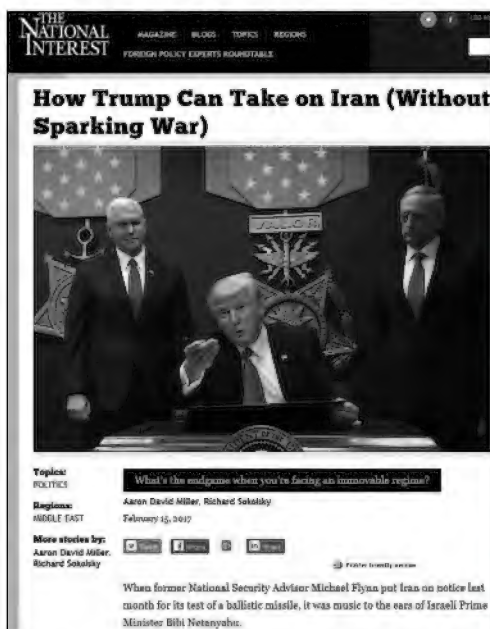 THE
NATIONAL
INTEREST
MAGAZINE BLOGS TOPICS REGIONS
FOREIGN POLICY EXPERTS ROUNDTABLE
How Trump Can Take on Iran (Without
Sparking War)
VALOR
Topics:
POLITICS
Regions:
MIDDLE EAST
More stories by:
Aaron David Miller,
Richard Sokolsky
What's the endgame when you're facing an immovable regime?
Aaron David Miller, Richard Sokolsky
February 15, 2017
Tweet Share Share
Printer-friendly version
When former National Security Advisor Michael Flynn put Iran on notice last
month for its test of a ballistic missile, it was music to the ears of Israeli Prime
Minister Bibi Netanyahu.